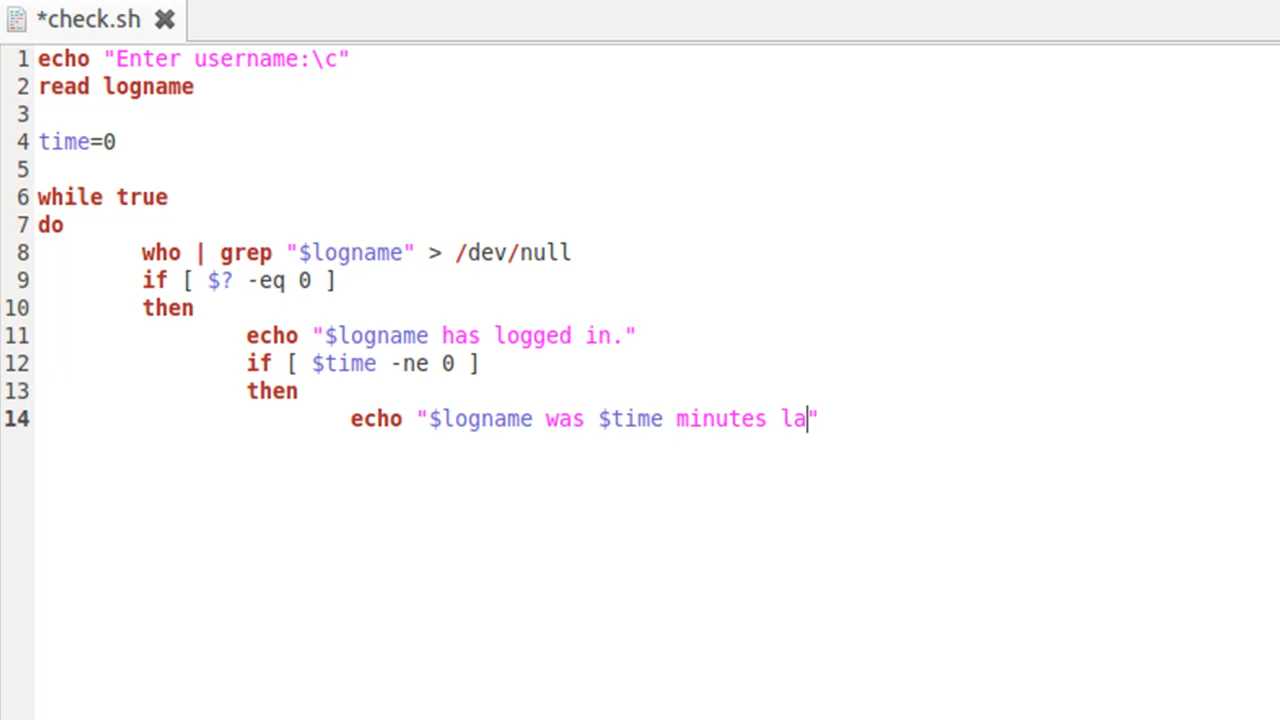 *check.sh
1 echo "Enter username:\c"
2 read logname
3
4 time=0
5
6 while true
7 do
8 who | grep "$logname" > /dev/null
9 if [ $? -eq 0 ]
10 then
11 echo "$logname has logged in."
12 if [ $time -ne 0 ]
13 then
14 echo "$logname was $time minutes la"